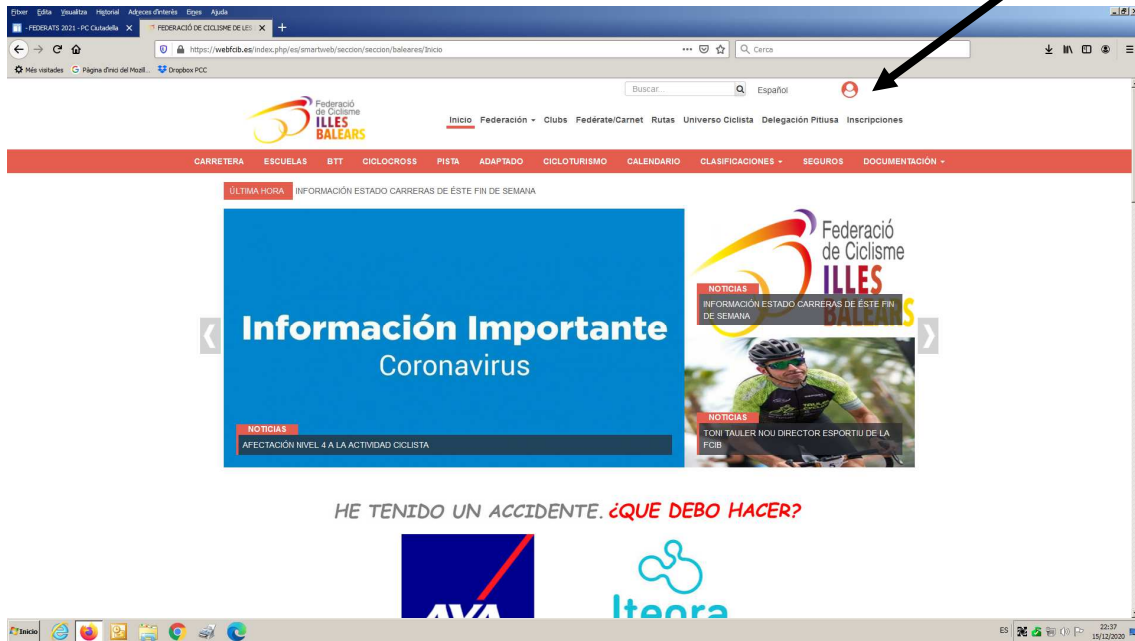 Fitxer Edita Visualitza Historial Adreces d'interès Eines Ajuda
- FEDERATS 2021 - PC Ciutadella
FEDERACIÓ DE CICLISME DE LES
https://webfcib.es/index.php/es/smartweb/seccion/seccion/baleares/Inicio
Cerca
Més visitades Pàgina d'inici del Mozill... Dropbox PCC
Buscar... Español
Federació
de Ciclisme
ILLES
BALEARS
Inicio Federación Clubs Fedérate/Carnet Rutas Universo Ciclista Delegación Pitiusa Inscripciones
CARRETERA ESCUELAS BTT CICLOCROSS PISTA ADAPTADO CICLOTURISMO CALENDARIO CLASIFICACIONES SEGUROS DOCUMENTACIÓN
ÚLTIMA HORA INFORMACIÓN ESTADO CARRERAS DE ÉSTE FIN DE SEMANA
Información Importante
Coronavirus
NOTICIAS
AFECTACIÓN NIVEL 4 A LA ACTIVIDAD CICLISTA
Federació
de Ciclisme
ILLES
BALEARS
NOTICIAS
INFORMACIÓN ESTADO CARRERAS DE ÉSTE FIN
DE SEMANA
NOTICIAS
TONI TAULER NOU DIRECTOR ESPORTIU DE LA
FCIB
HE TENIDO UN ACCIDENTE. ¿QUE DEBO HACER?
AXA
Iteora
Inicio
ES
22:37
15/12/2020